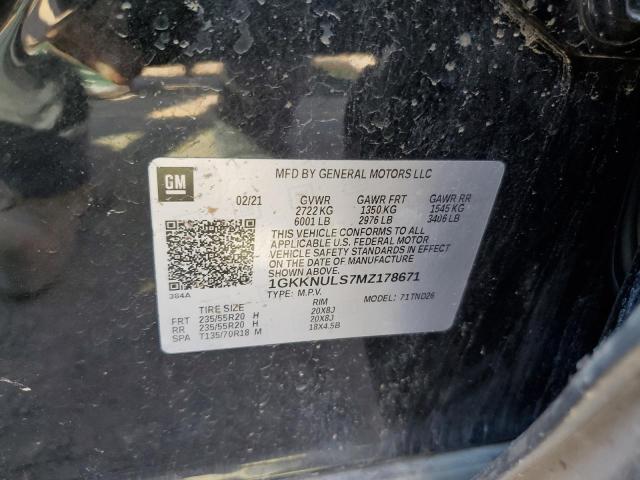 GM
MFD BY GENERAL MOTORS LLC
02/21 GVWR GAWR FRT GAWR RR
2722 KG 1350 KG 1545 KG
6001 LB 2976 LB 3406 LB
THIS VEHICLE CONFORMS TO ALL
APPLICABLE U.S. FEDERAL MOTOR
VEHICLE SAFETY STANDARDS IN EFFECT
ON THE DATE OF MANUFACTURE
SHOWN ABOVE.
1GKKNULS7MZ178671
384A
TYPE: M.P.V. MODEL: 71TND26
TIRE SIZE RIM
FRT 235/55R20 H 20X8J
RR 235/55R20 H 20X8J
SPA T135/70R18 M 18X4.5B